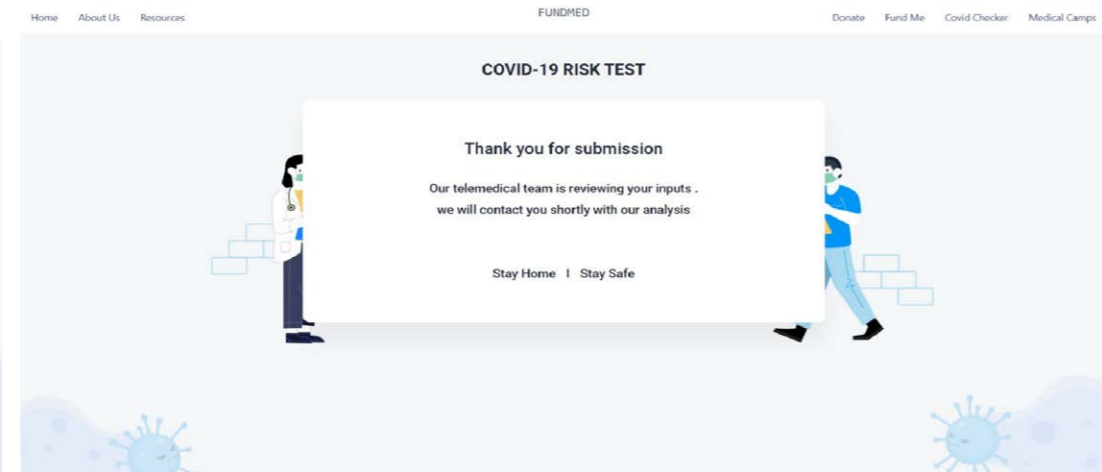 Home About Us Resources FUNDMED Donate Fund Me Covid Checker Medical Camps
COVID-19 RISK TEST
Thank you for submission
Our telemedical team is reviewing your inputs .
we will contact you shortly with our analysis
Stay Home I Stay Safe